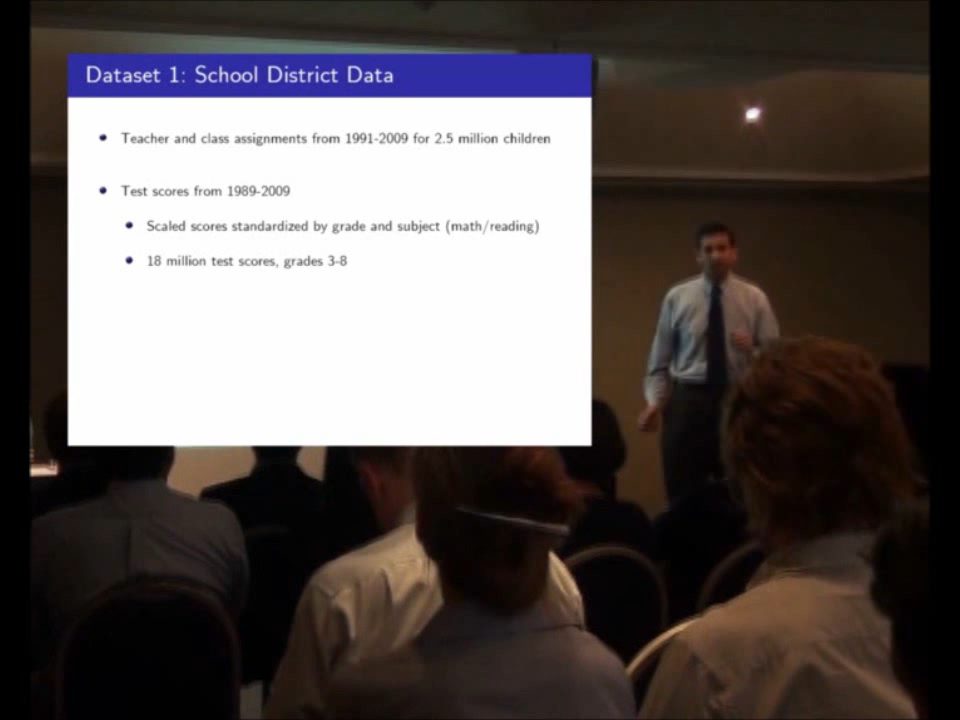 Dataset 1: School District Data
Teacher and class assignments from 1991-2009 for 2.5 million children
Test scores from 1989-2009
Scaled scores standardized by grade and subject (math/reading)
18 million test scores, grades 3-8